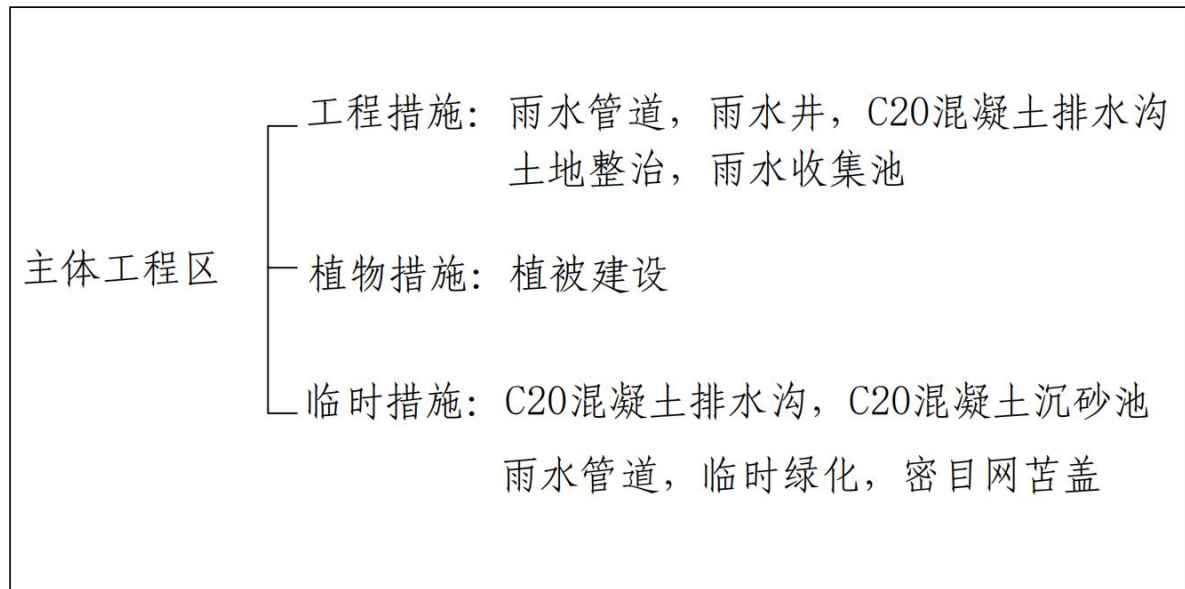 工程措施：雨水管道，雨水井，C20混凝土排水沟
土地整治，雨水收集池
主体工程区
植物措施：植被建设
临时措施：C20混凝土排水沟，C20混凝土沉砂池
雨水管道，临时绿化，密目网苫盖